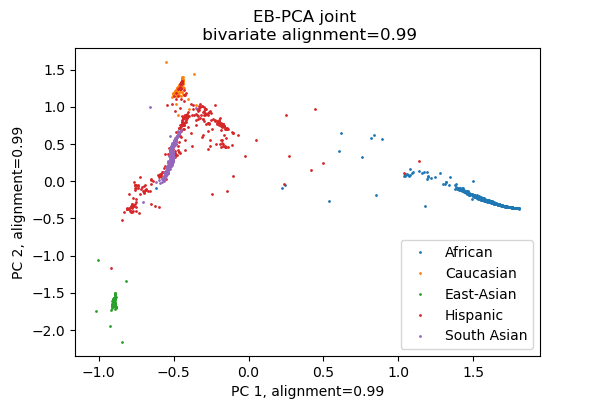 EB-PCA joint
bivariate alignment=0.99
PC 2, alignment=0.99
1.5
1.0
0.5
0.0
−0.5
−1.0
−1.5
−2.0
African
Caucasian
East-Asian
Hispanic
South Asian
−1.0 −0.5 0.0 0.5 1.0 1.5
PC 1, alignment=0.99